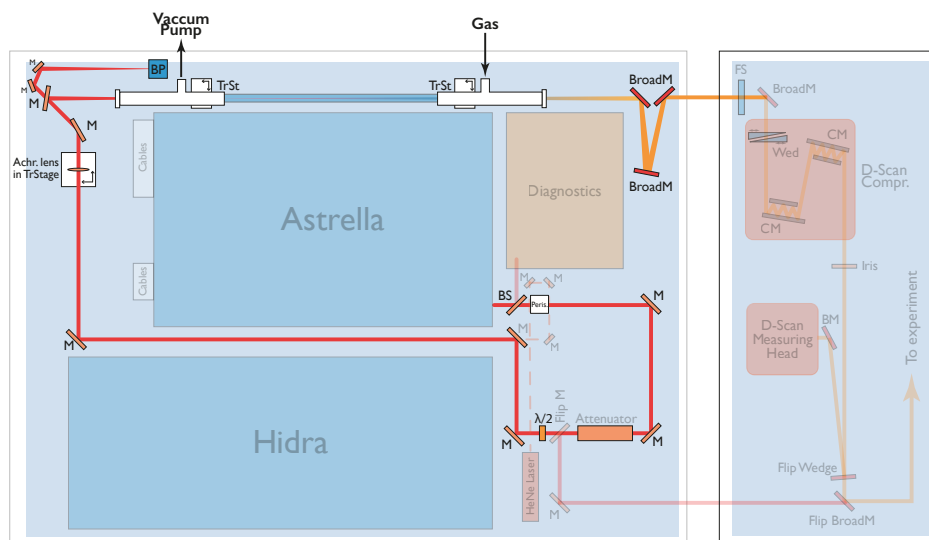 Vaccum
Pump
Gas
M
BP
M
M
TrSt
TrSt
BroadM
FS
BroadM
M
Achr. lens
in TrStage
Cables
Astrella
Diagnostics
BroadM
Wed
CM
D-Scan
Compr.
CM
Cables
M
M
BS
Peris.
M
Iris
M
M
M
D-Scan
Measuring
Head
BM
To experiment
Hidra
M
λ/2
Flip M
Attenuator
M
HeNe Laser
M
Flip Wedge
Flip BroadM